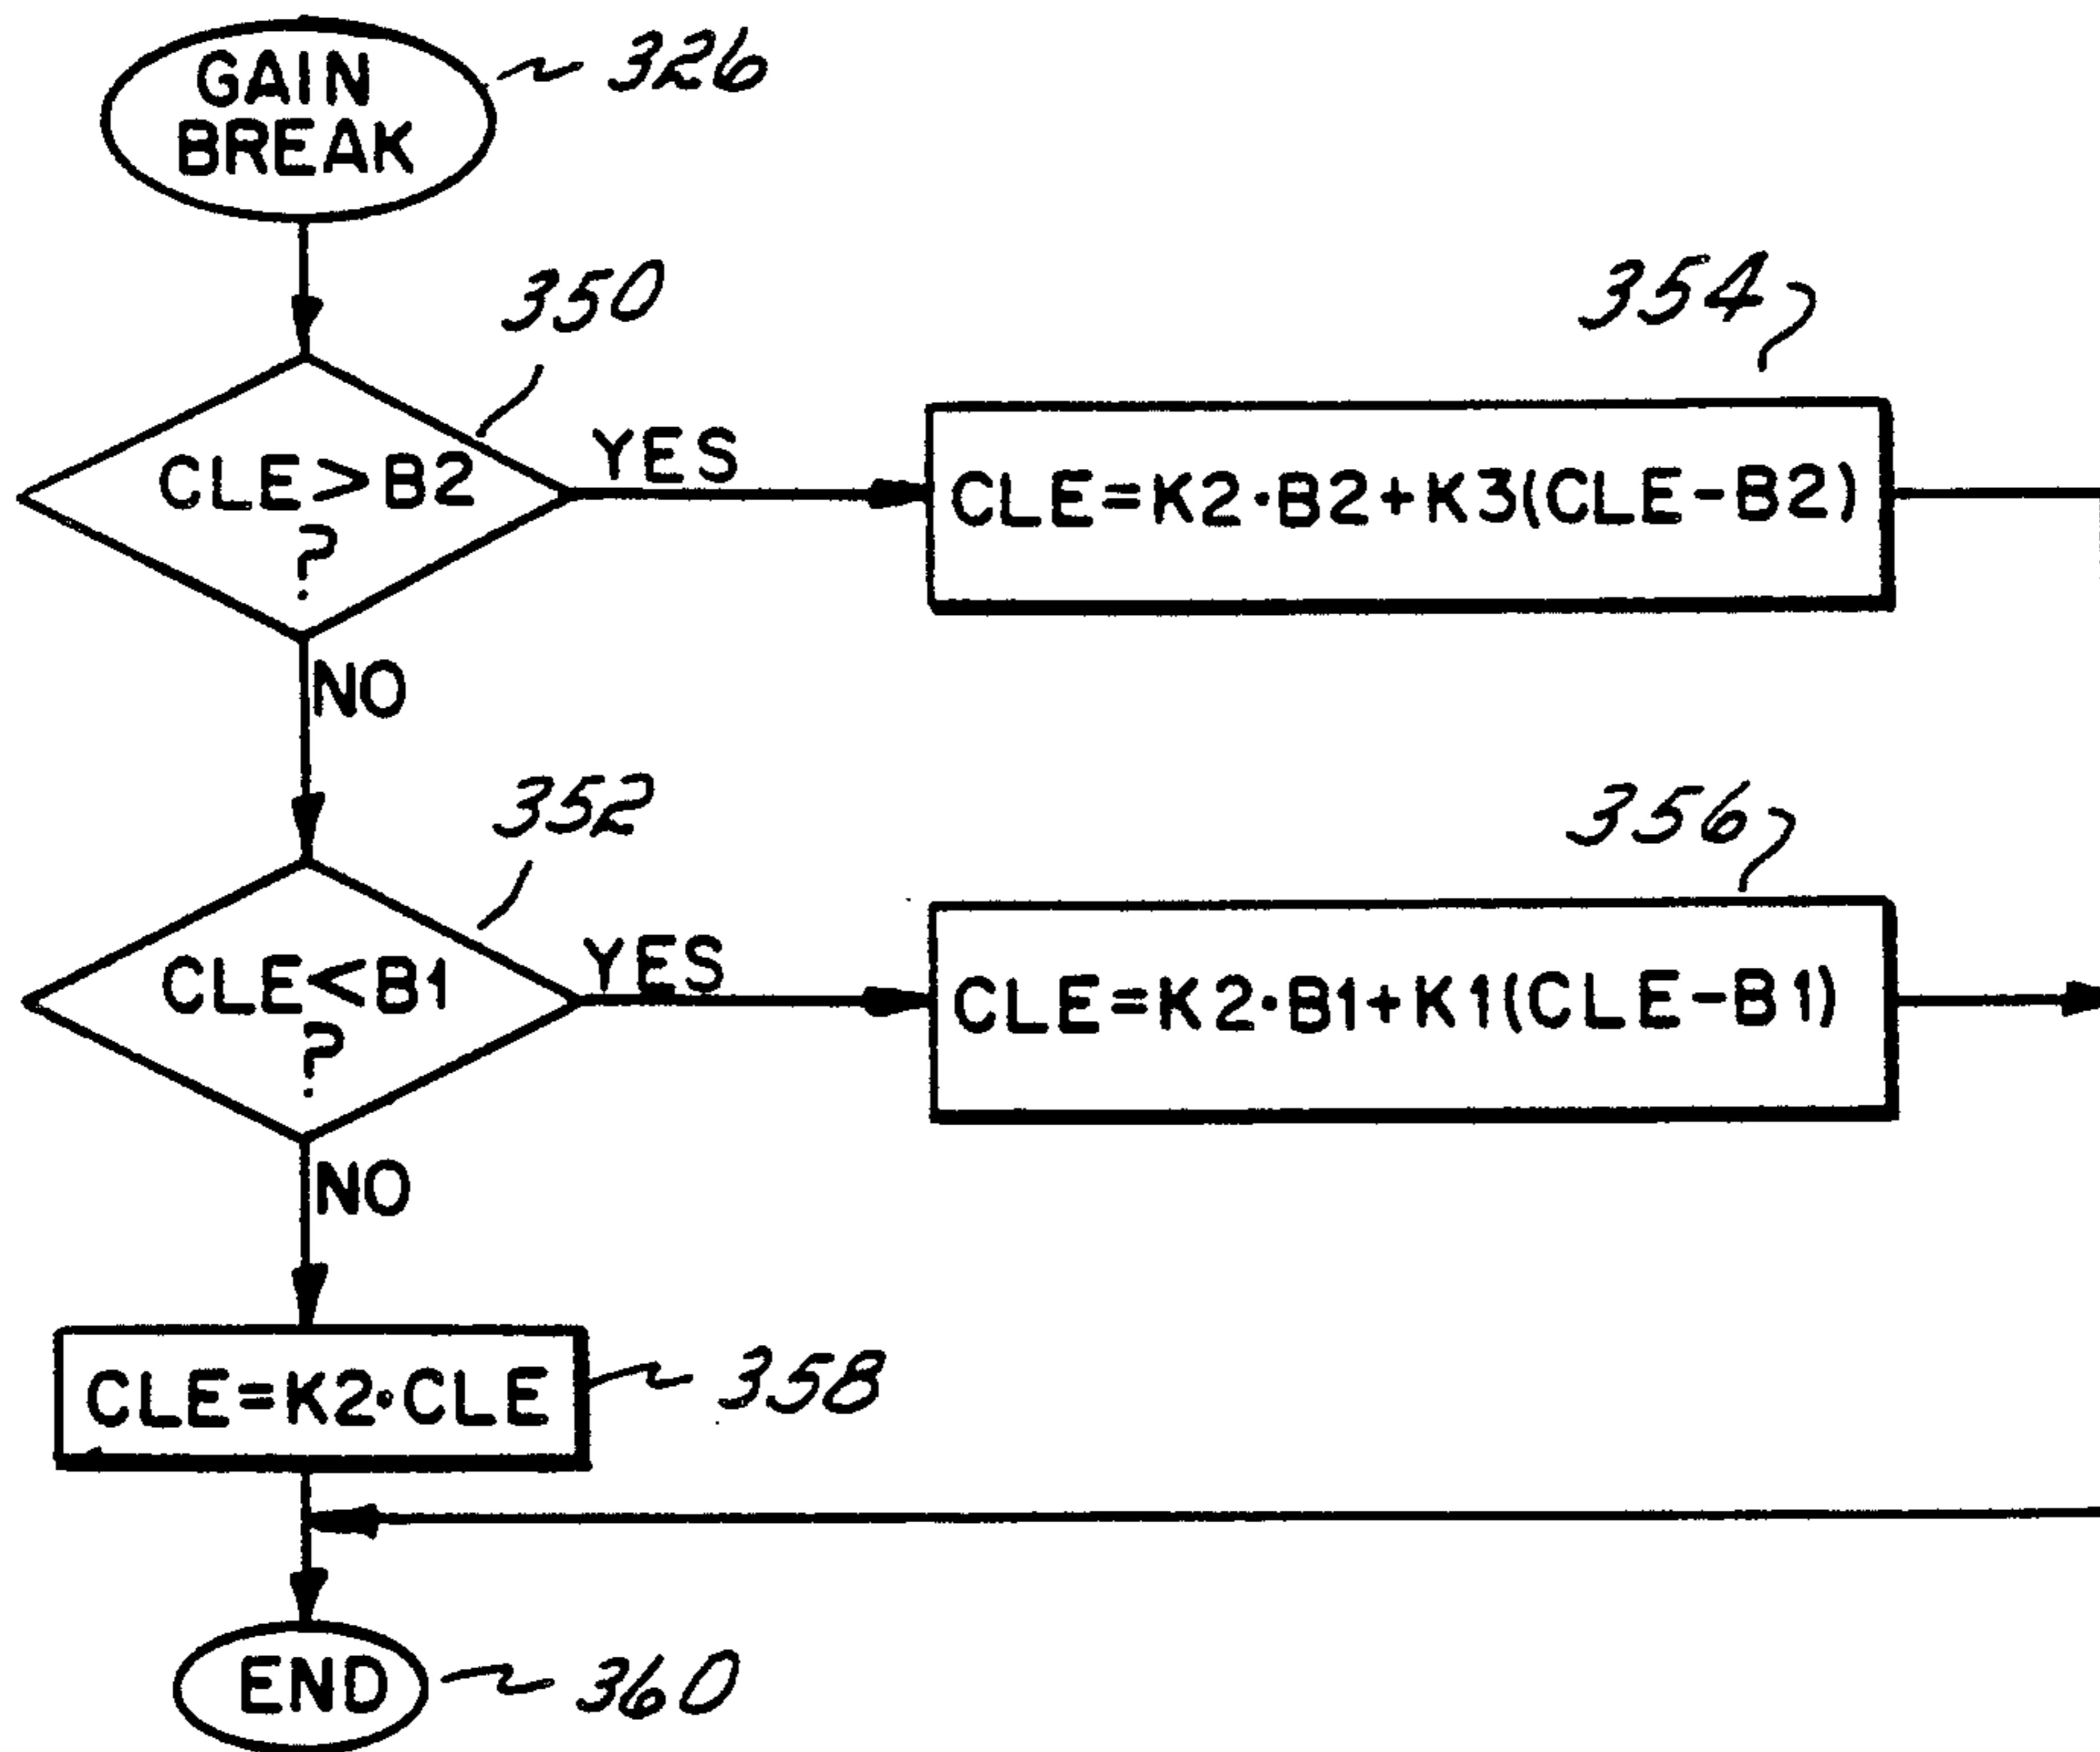 GAIN
BREAK
326
350
354
CLE>B2
?
YES
CLE=K2·B2+K3(CLE-B2)
NO
352
356
CLE<B1
?
YES
CLE=K2·B1+K1(CLE-B1)
NO
CLE=K2·CLE
358
END
360